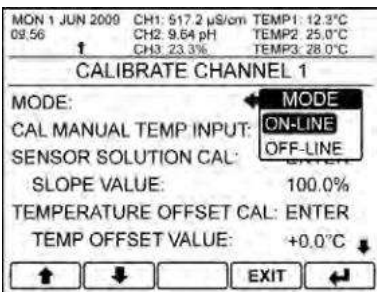 MON 1 JUN 2009 CH1: 517.2 µS/cm TEMP1: 12.3°C
09:56 CH2: 9.64 pH TEMP2: 25.0°C
CH3: 23.3% TEMP3: 28.0°C
CALIBRATE CHANNEL 1
MODE: MODE
CAL MANUAL TEMP INPUT: ON-LINE
OFF-LINE
SENSOR SOLUTION CAL: ENTER
SLOPE VALUE: 100.0%
TEMPERATURE OFFSET CAL: ENTER
TEMP OFFSET VALUE: +0.0°C
EXIT